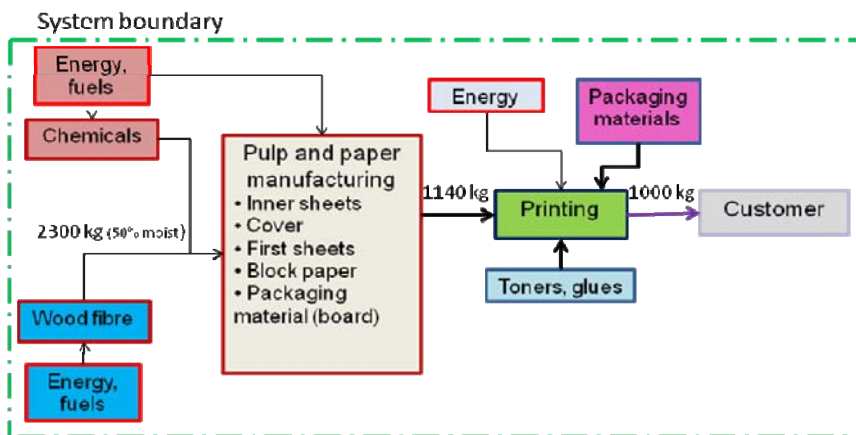 System boundary
Energy,
fuels
Chemicals
2300 kg (50% moist)
Wood fibre
Energy,
fuels
Pulp and paper
manufacturing
• Inner sheets
• Cover
• First sheets
• Block paper
• Packaging
material (board)
1140 kg
Energy
Packaging
materials
Printing
Toners, glues
1000 kg
Customer